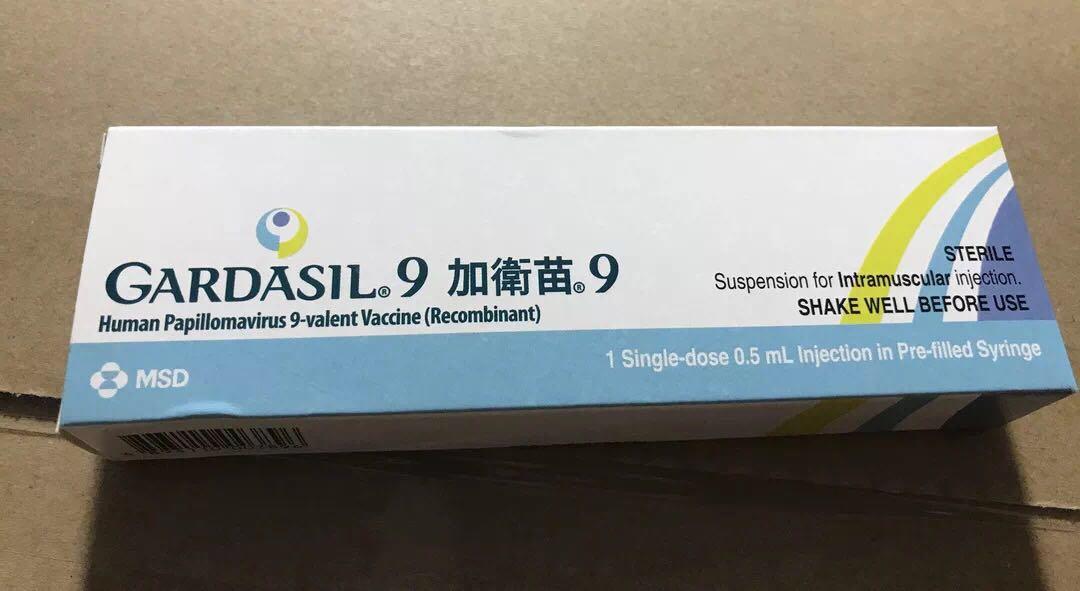 GARDASIL® 9 加衛苗® 9
Human Papillomavirus 9-valent Vaccine (Recombinant)
STERILE
Suspension for Intramuscular injection.
SHAKE WELL BEFORE USE
1 Single-dose 0.5 mL Injection in Pre-filled Syringe
MSD